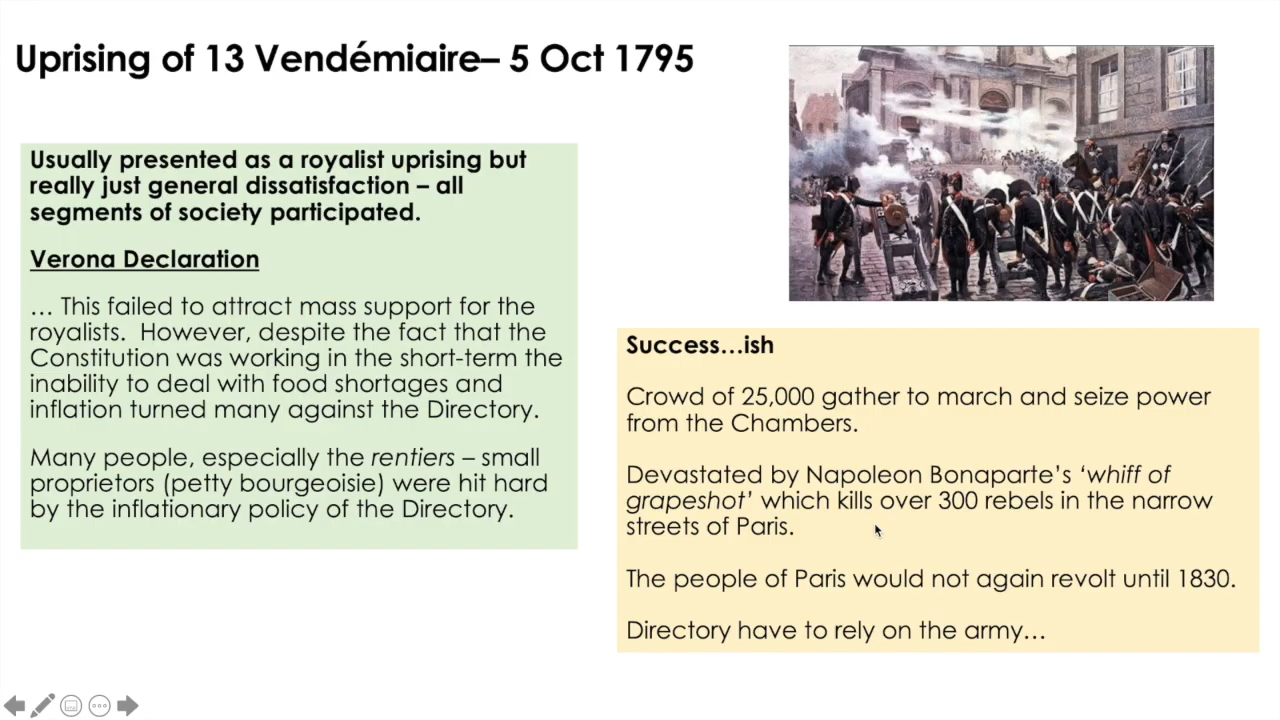 Uprising of 13 Vendémiaire– 5 Oct 1795
Usually presented as a royalist uprising but
really just general dissatisfaction – all
segments of society participated.
Verona Declaration
… This failed to attract mass support for the
royalists.  However, despite the fact that the
Constitution was working in the short-term the
inability to deal with food shortages and
inflation turned many against the Directory.
Many people, especially the rentiers – small
proprietors (petty bourgeoisie) were hit hard
by the inflationary policy of the Directory.
Success…ish
Crowd of 25,000 gather to march and seize power
from the Chambers.
Devastated by Napoleon Bonaparte’s ‘whiff of
grapeshot’ which kills over 300 rebels in the narrow
streets of Paris.
The people of Paris would not again revolt until 1830.
Directory have to rely on the army…